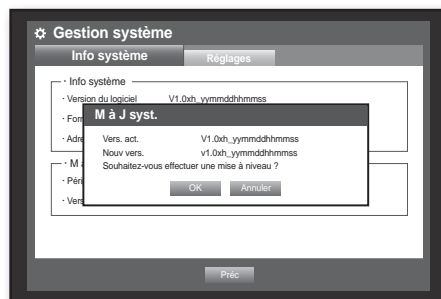 Gestion système
Info système
Réglages
· Info système
· Version du logiciel V1.0xh_yymmddhhmmss
M à J syst.
Vers. act. V1.0xh_yymmddhhmmss
Nouv vers. v1.0xh_yymmddhhmmss
Souhaitez-vous effectuer une mise à niveau ?
OK Annuler
Préc